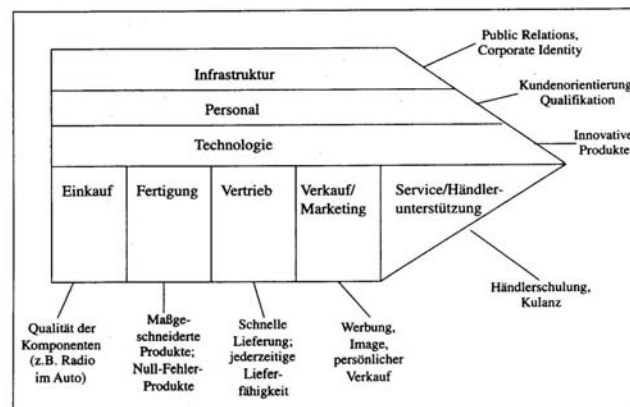 Public Relations,
Corporate Identity
Infrastruktur
Kundenorientierung
Qualifikation
Personal
Innovative
Produkte
Technologie
Einkauf
Fertigung
Vertrieb
Verkauf/
Marketing
Service/Händler-
unterstützung
Händlerschulung,
Kulanz
Qualität der
Komponenten
(z.B. Radio
im Auto)
Maßge-
schneiderte
Produkte;
Null-Fehler-
Produkte
Schnelle
Lieferung;
jederzeitige
Liefer-
fähigkeit
Werbung,
Image,
persönlicher
Verkauf